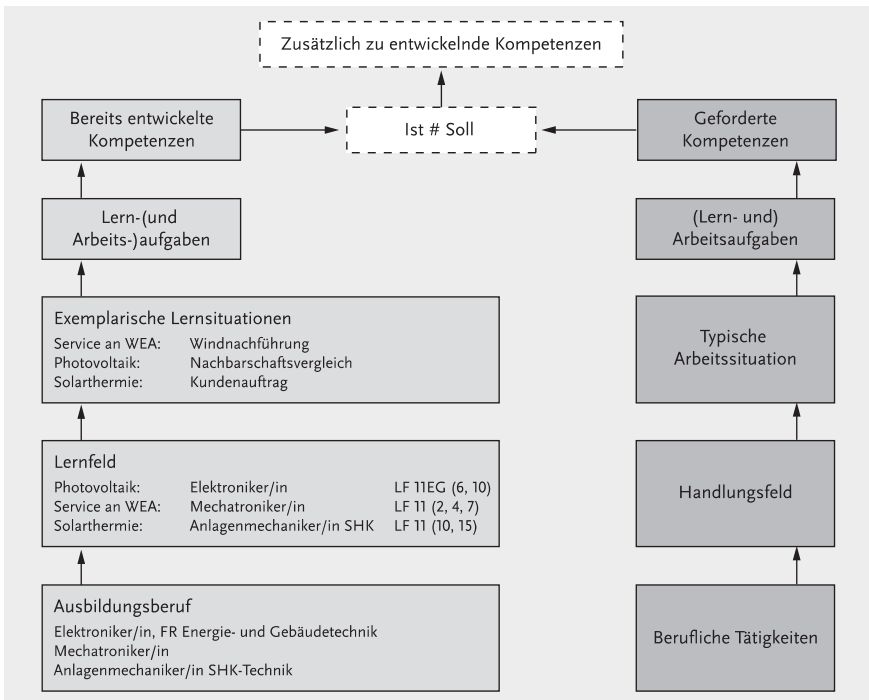 Zusätzlich zu entwickelnde Kompetenzen
Bereits entwickelte
Kompetenzen
Ist # Soll
Geforderte
Kompetenzen
Lern-(und
Arbeits-)aufgaben
(Lern- und)
Arbeitsaufgaben
Exemplarische Lernsituationen
Service an WEA: Windnachführung
Photovoltaik: Nachbarschaftsvergleich
Solarthermie: Kundenauftrag
Typische
Arbeitssituation
Lernfeld
Photovoltaik: Elektroniker/in LF 11EG (6, 10)
Service an WEA: Mechatroniker/in LF 11 (2, 4, 7)
Solarthermie: Anlagenmechaniker/in SHK LF 11 (10, 15)
Handlungsfeld
Ausbildungsberuf
Elektroniker/in, FR Energie- und Gebäudetechnik
Mechatroniker/in
Anlagenmechaniker/in SHK-Technik
Berufliche Tätigkeiten